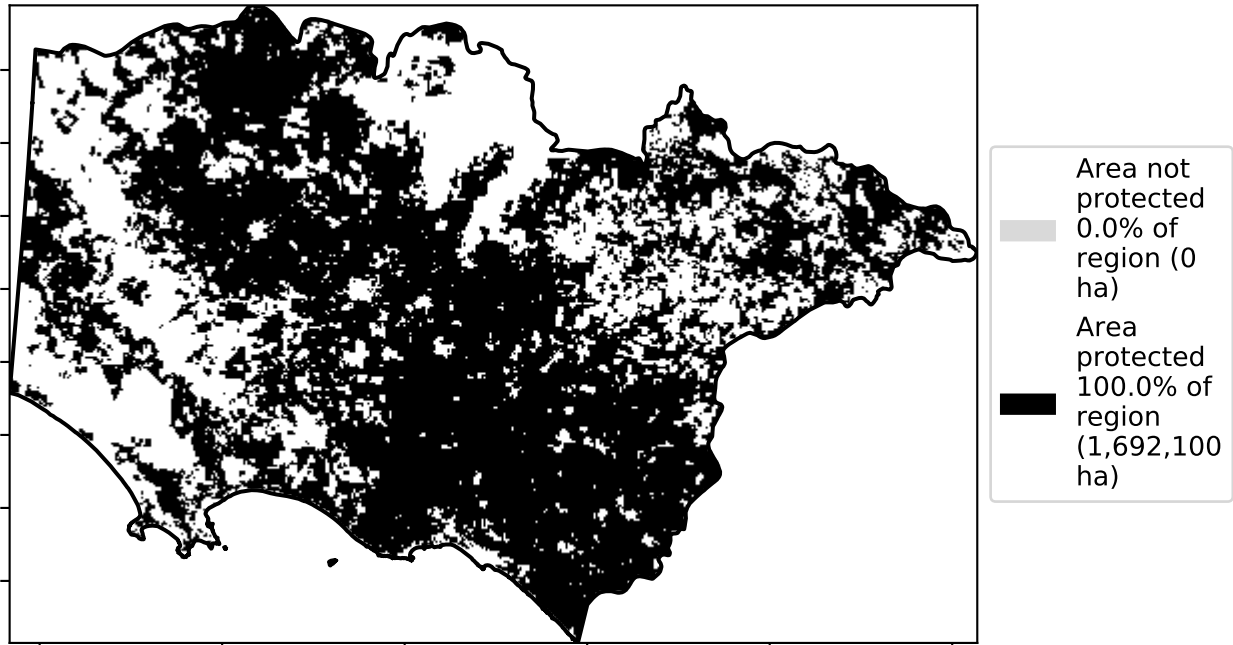 Area not
protected
0.0% of
region (0
ha)
Area
protected
100.0% of
region
(1,692,100
ha)